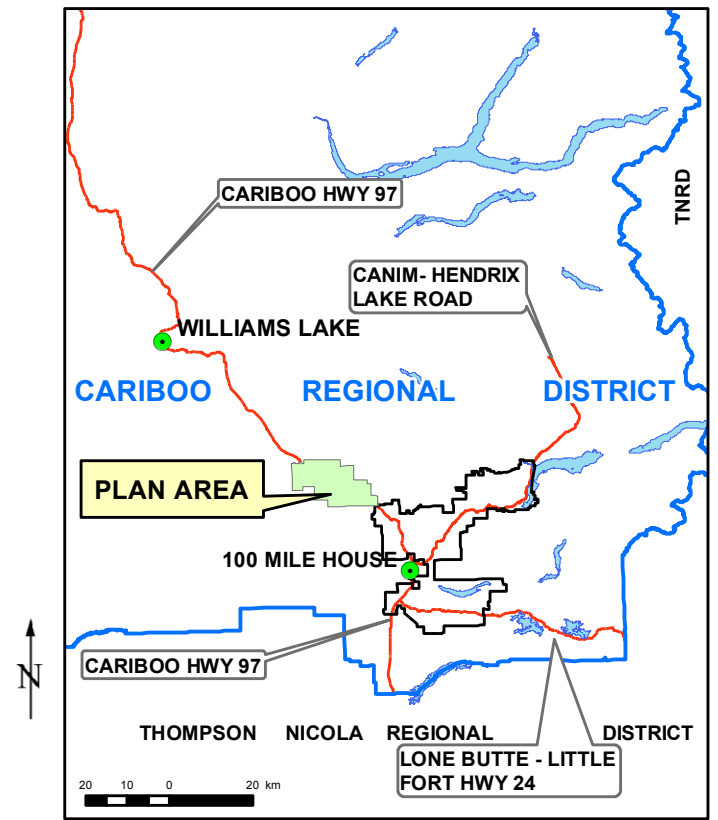 CARIBOO HWY 97
TNRD
CANIM- HENDRIX
LAKE ROAD
WILLIAMS LAKE
CARIBOO REGIONAL DISTRICT
PLAN AREA
100 MILE HOUSE
N
CARIBOO HWY 97
THOMPSON NICOLA REGIONAL DISTRICT
LONE BUTTE - LITTLE
FORT HWY 24
20 10 0 20 km